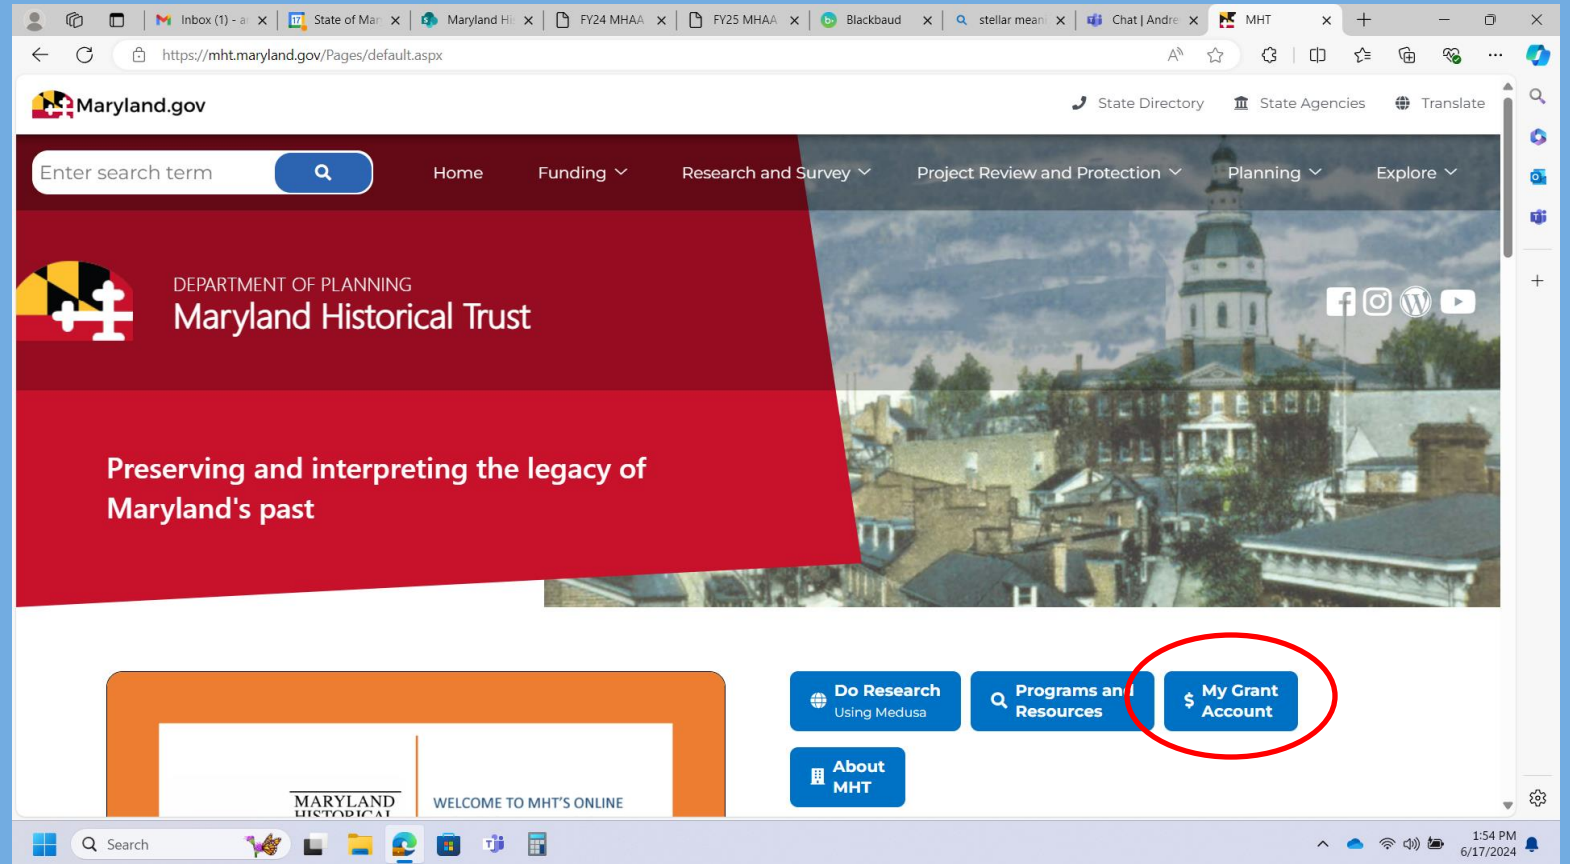 Inbox (1) - a
State of Mar
Maryland His
FY24 MHAA
FY25 MHAA
Blackbaud
stellar meani
Chat | Andre
MHT
https://mht.maryland.gov/Pages/default.aspx
Maryland.gov
State Directory
State Agencies
Translate
Enter search term
Home
Funding
Research and Survey
Project Review and Protection
Planning
Explore
DEPARTMENT OF PLANNING
Maryland Historical Trust
Preserving and interpreting the legacy of
Maryland's past
Do Research
Using Medusa
Programs and
Resources
My Grant
Account
About
MHT
MARYLAND
HISTORICAL
WELCOME TO MHT'S ONLINE
Search
1:54 PM
6/17/2024